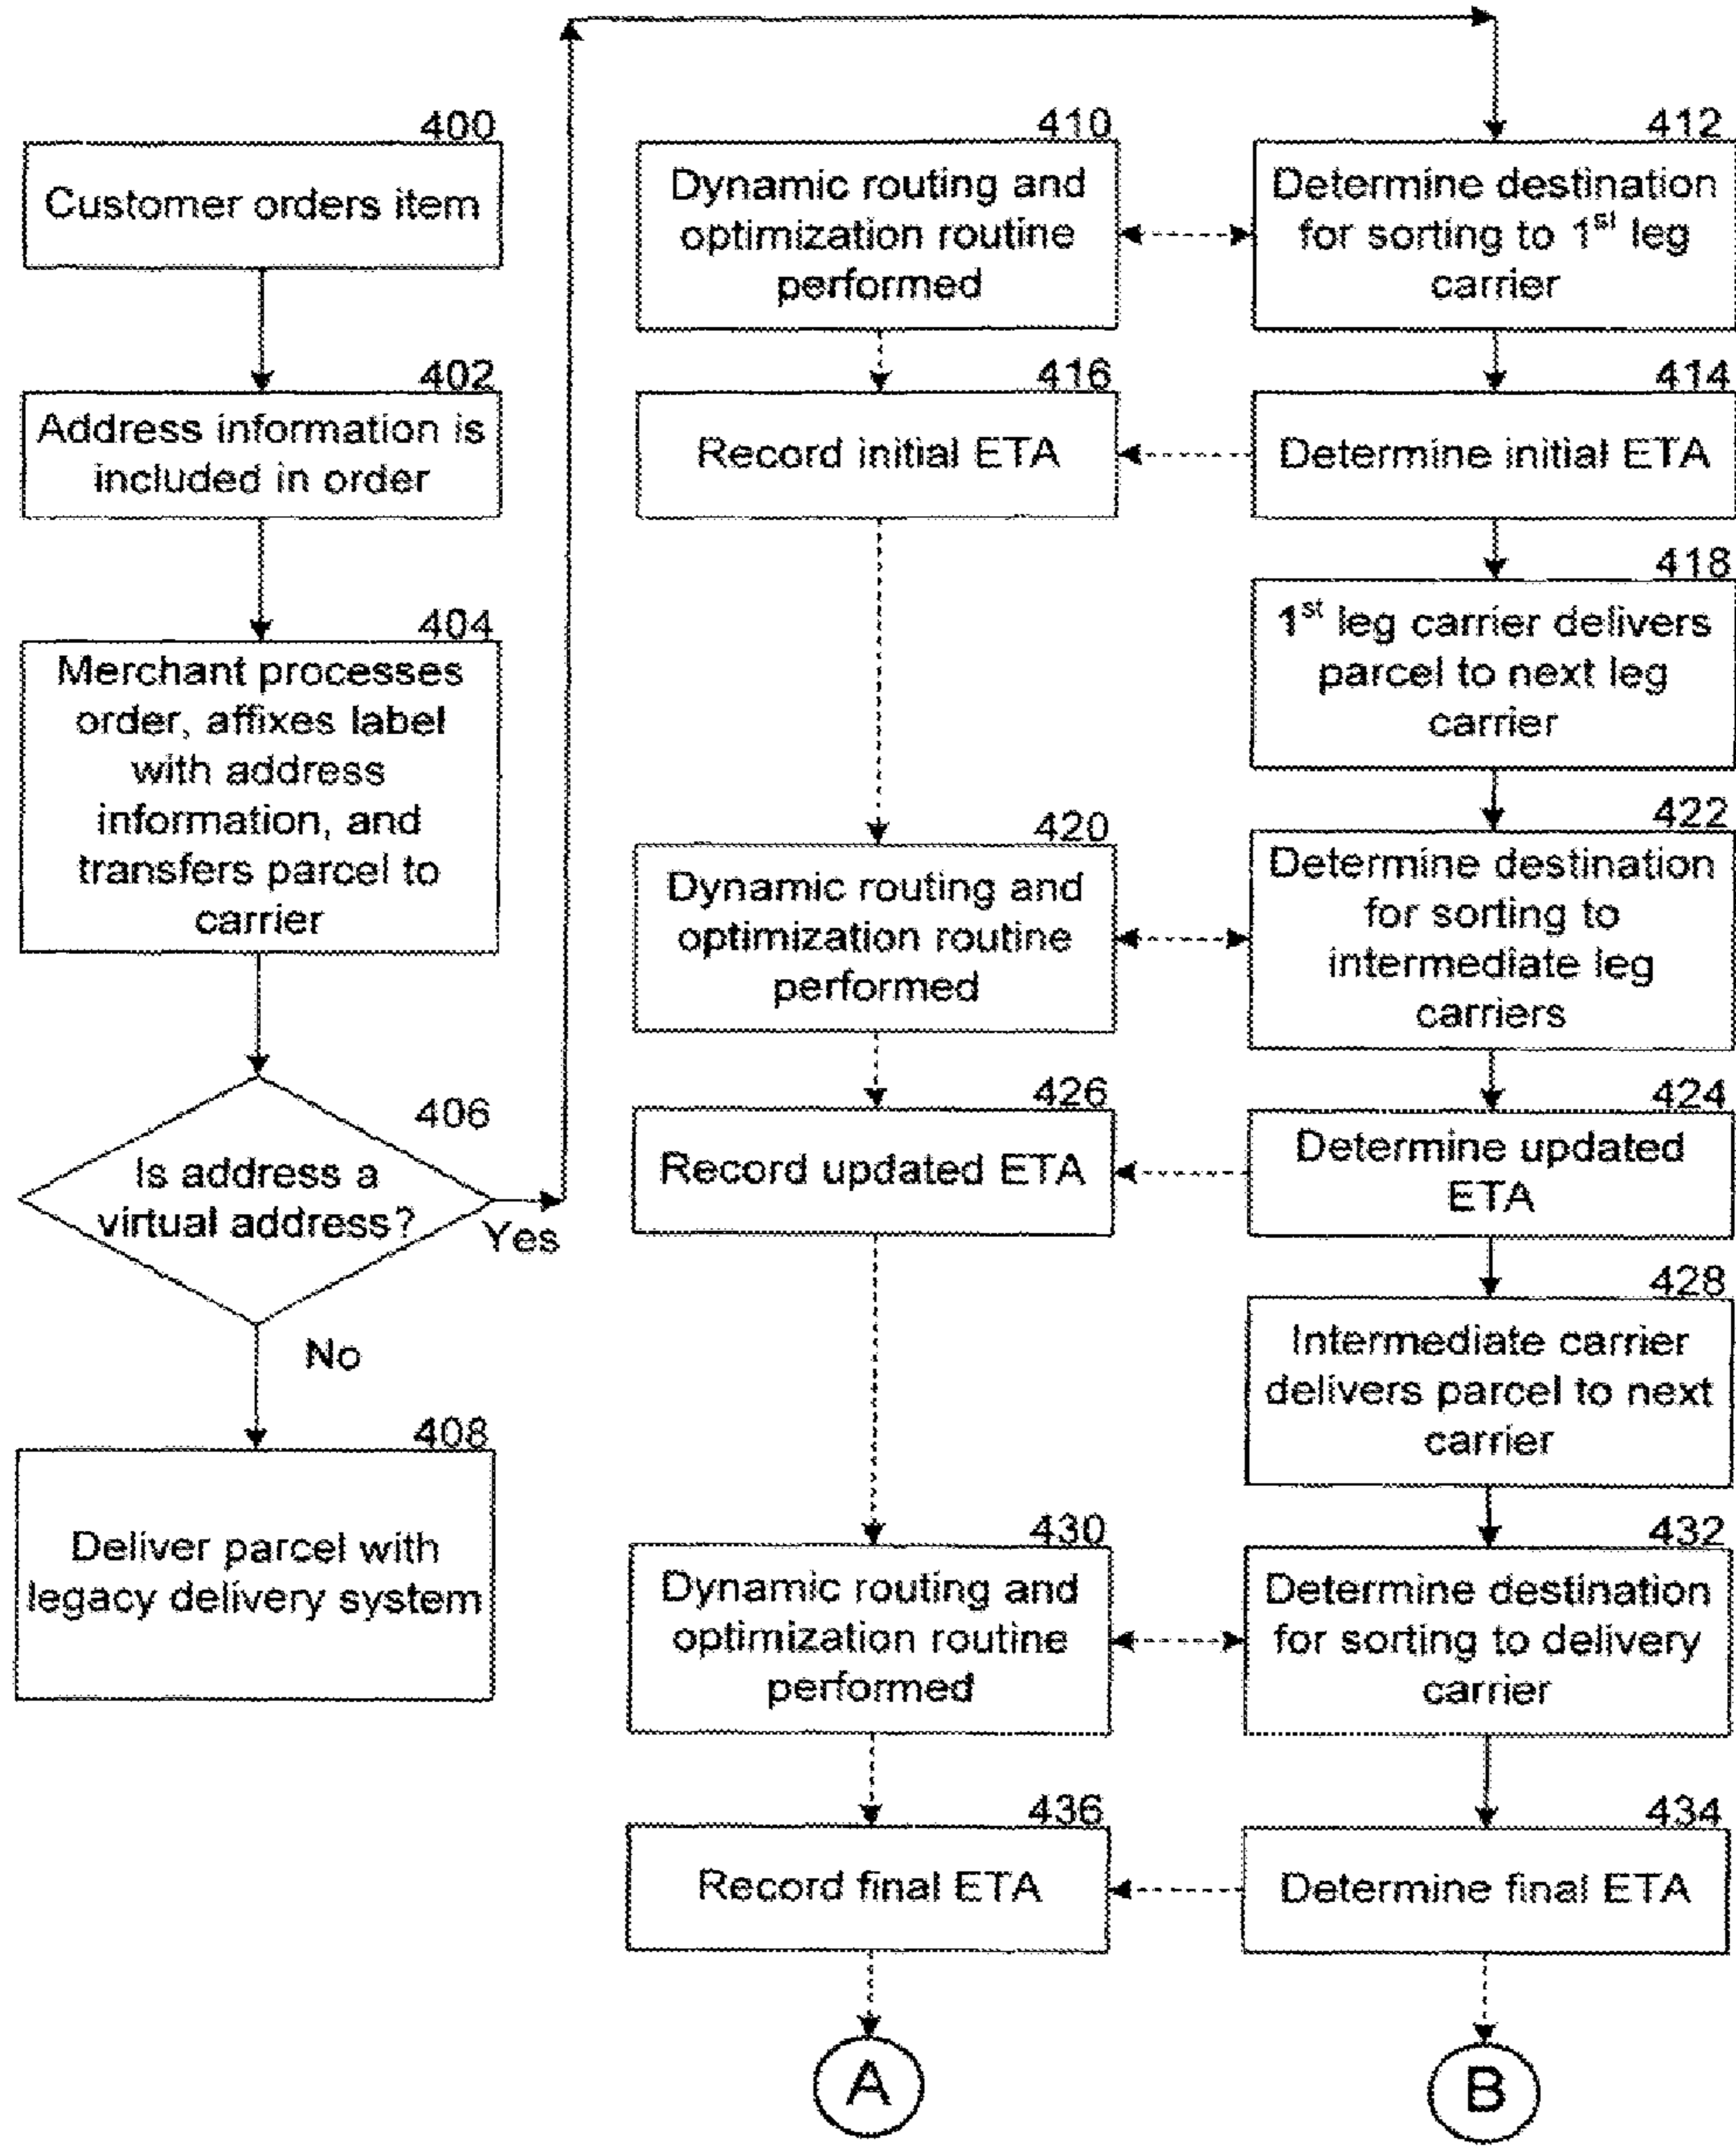 400
Customer orders item
402
Address information is
included in order
404
Merchant processes
order, affixes label
with address
information, and
transfers parcel to
carrier
406
Is address a
virtual address?
Yes
No
408
Deliver parcel with
legacy delivery system
410
Dynamic routing and
optimization routine
performed
412
Determine destination
for sorting to 1st leg
carrier
416
Record initial ETA
414
Determine initial ETA
418
1st leg carrier delivers
parcel to next leg
carrier
420
Dynamic routing and
optimization routine
performed
422
Determine destination
for sorting to
intermediate leg
carriers
426
Record updated ETA
424
Determine updated
ETA
428
Intermediate carrier
delivers parcel to next
carrier
430
Dynamic routing and
optimization routine
performed
432
Determine destination
for sorting to delivery
carrier
436
Record final ETA
434
Determine final ETA
A
B